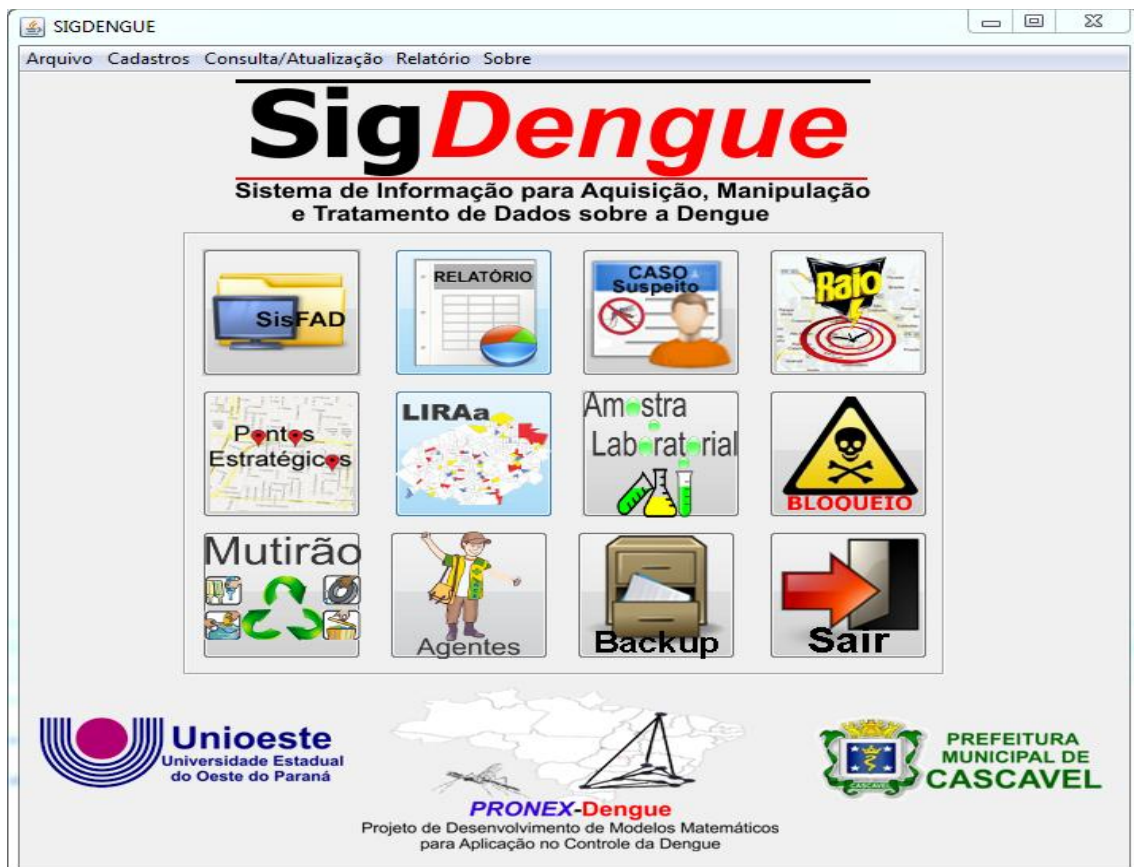 SIGDENGUE
Arquivo Cadastros Consulta/Atualização Relatório Sobre
SigDengue
Sistema de Informação para Aquisição, Manipulação
e Tratamento de Dados sobre a Dengue
SisFAD
RELATÓRIO
CASO
Suspeito
Raio
Pontos
Estratégicos
LIRAa
Amostra
Laboratorial
BLOQUEIO
Mutirão
Agentes
Backup
Sair
Unioeste
Universidade Estadual
do Oeste do Paraná
PRONEX-Dengue
Projeto de Desenvolvimento de Modelos Matemáticos
para Aplicação no Controle da Dengue
CASCAVEL
PREFEITURA
MUNICIPAL DE
CASCAVEL